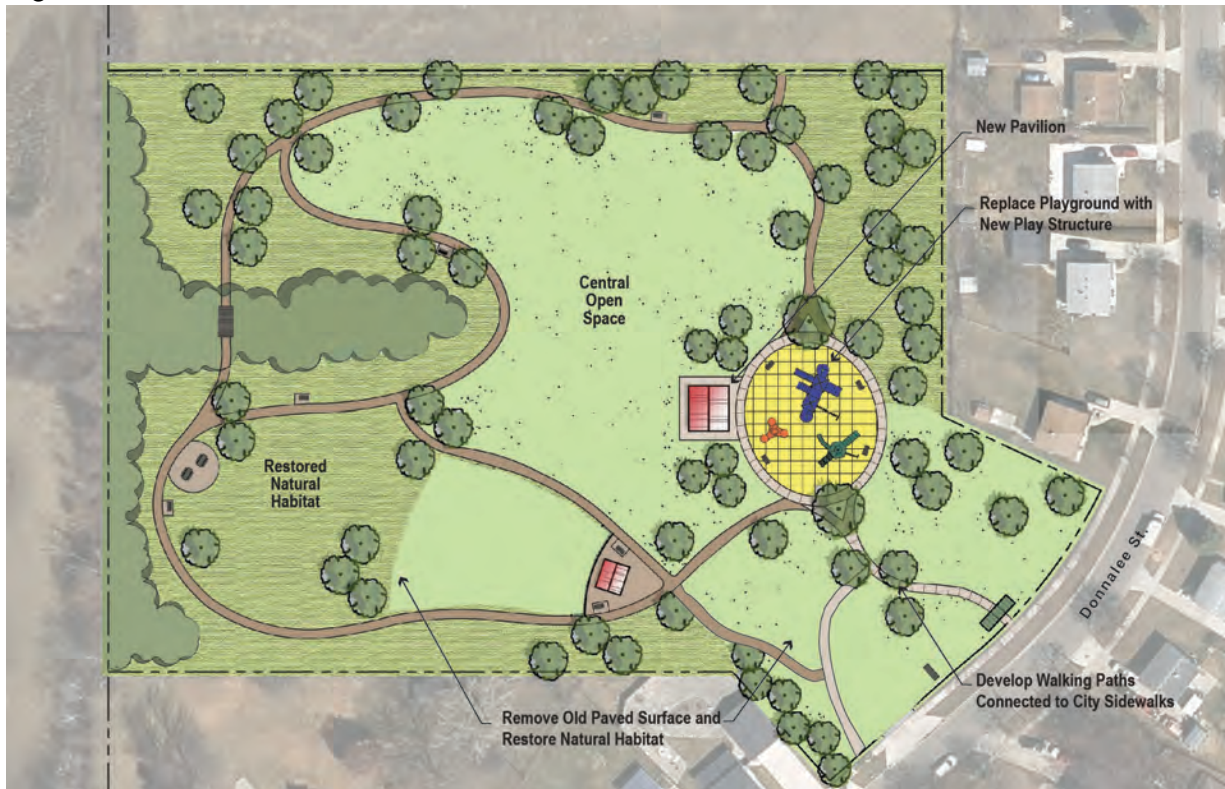 New Pavilion
Replace Playground with
New Play Structure
Central
Open
Space
Restored
Natural
Habitat
Donnalee St.
Develop Walking Paths
Connected to City Sidewalks
Remove Old Paved Surface and
Restore Natural Habitat